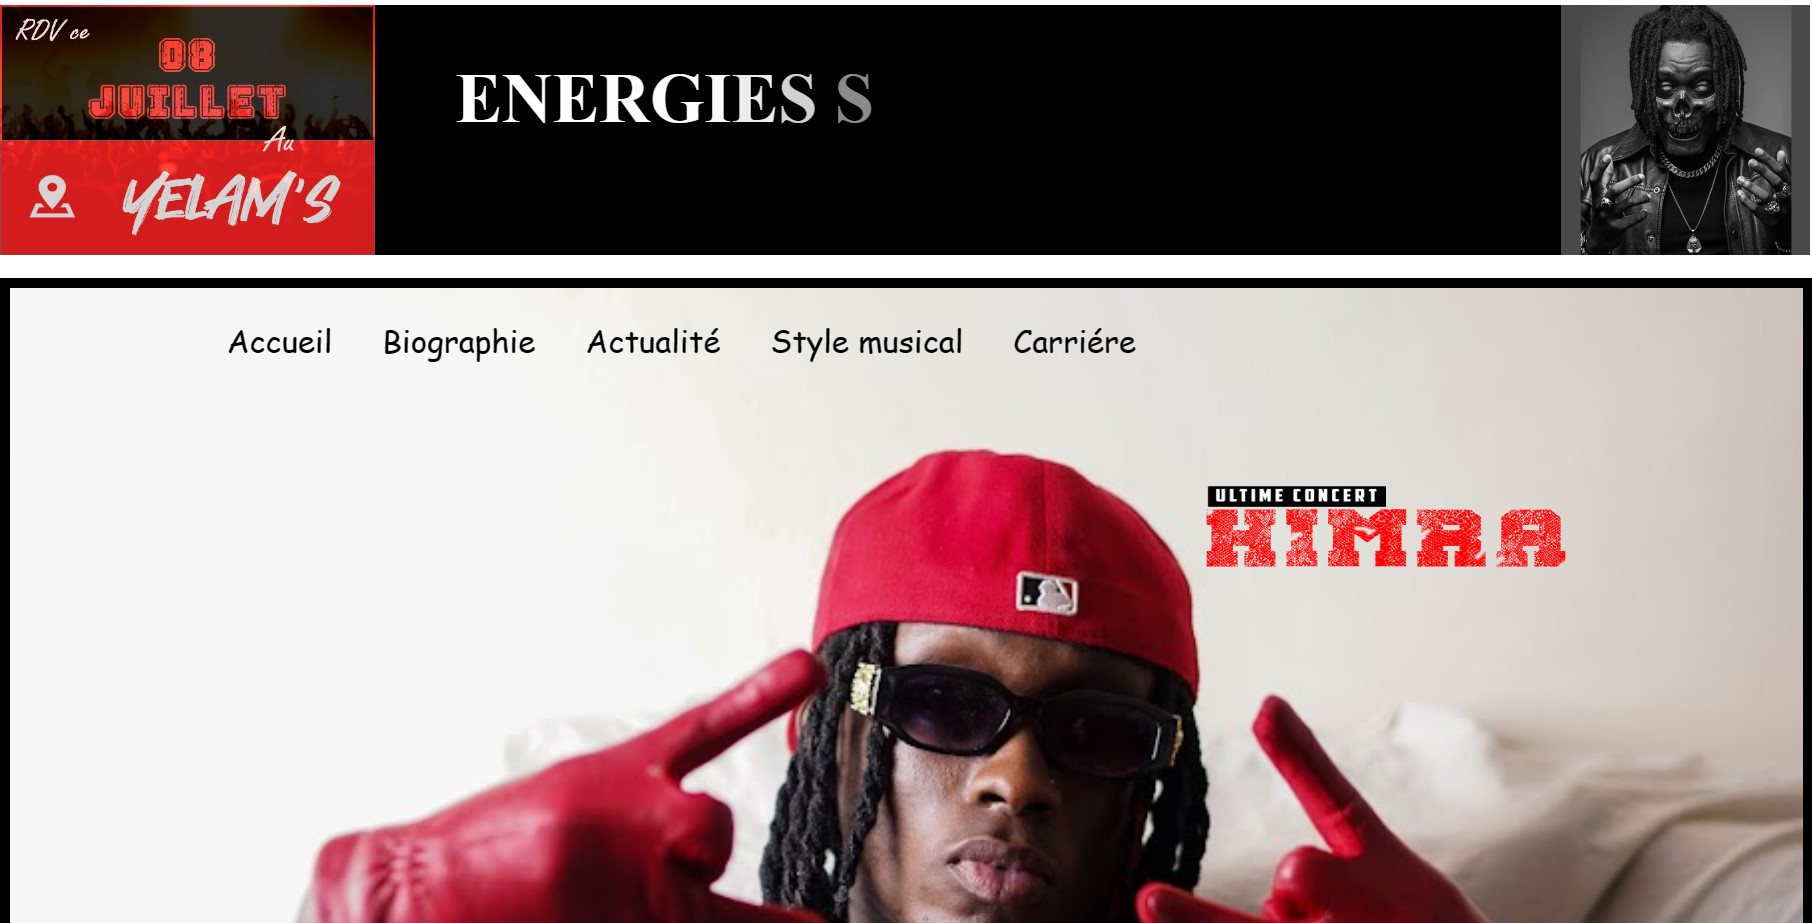 RDV ce
08
JUILLET
Au
YELAM'S
ENERGIES S
Accueil Biographie Actualité Style musical Carriére
ULTIME CONCERT
HIMRA